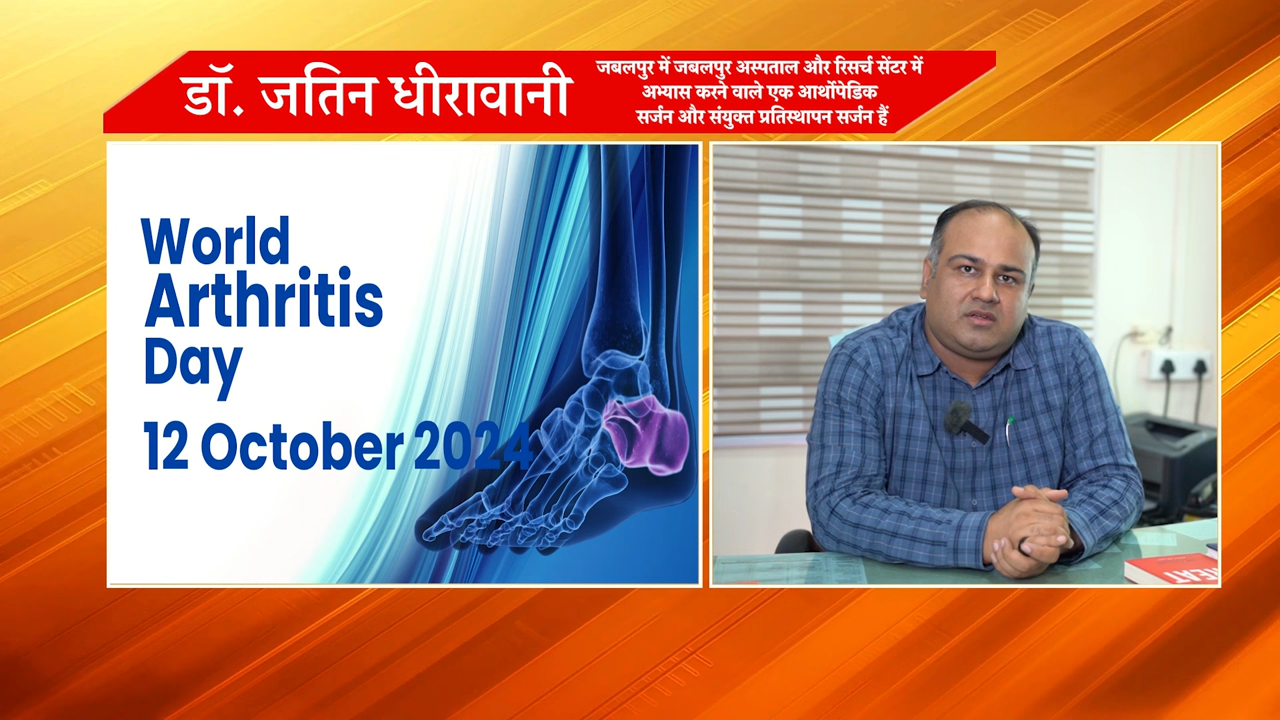 डॉ. जतिन धीरावानी
जबलपुर में जबलपुर अस्पताल और रिसर्च सेंटर में
अभ्यास करने वाले एक आर्थोपेडिक
सर्जन और संयुक्त प्रतिस्थापन सर्जन हैं
World
Arthritis
Day
12 October 2024